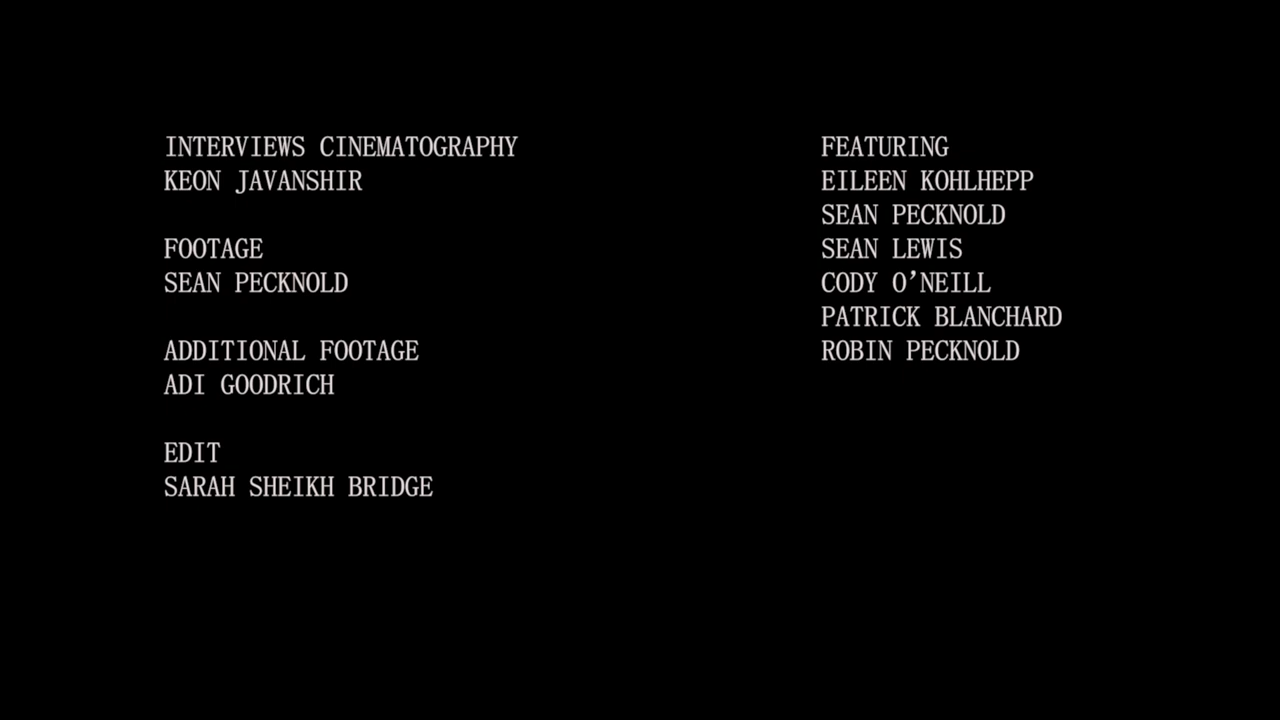 INTERVIEWS CINEMATOGRAPHY
KEON JAVANSHIR
FOOTAGE
SEAN PECKNOLD
ADDITIONAL FOOTAGE
ADI GOODRICH
EDIT
SARAH SHEIKH BRIDGE
FEATURING
EILEEN KOHLHEPP
SEAN PECKNOLD
SEAN LEWIS
CODY O’NEILL
PATRICK BLANCHARD
ROBIN PECKNOLD